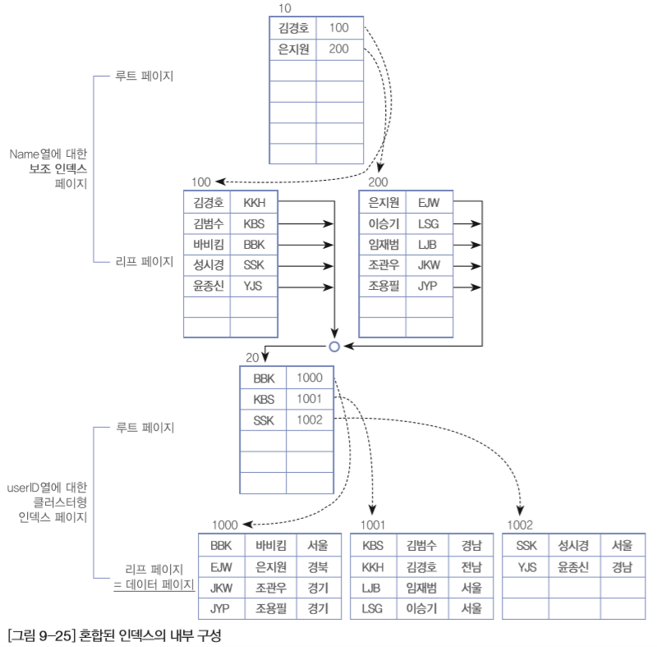 10
김경호 100
은지원 200
루트 페이지
Name열에 대한
보조 인덱스
페이지
리프 페이지
100
김경호 KKH
김범수 KBS
바비킴 BBK
성시경 SSK
윤종신 YJS
200
은지원 EJW
이승기 LSG
임재범 LJB
조관우 JKW
조용필 JYP
20
BBK 1000
KBS 1001
SSK 1002
루트 페이지
userID열에 대한
클러스터형
인덱스 페이지
리프 페이지
= 데이터 페이지
1000
BBK 바비킴 서울
EJW 은지원 경북
JKW 조관우 경기
JYP 조용필 경기
1001
KBS 김범수 경남
KKH 김경호 전남
LJB 임재범 서울
LSG 이승기 서울
1002
SSK 성시경 서울
YJS 윤종신 경남
[그림 9-25] 혼합된 인덱스의 내부 구성